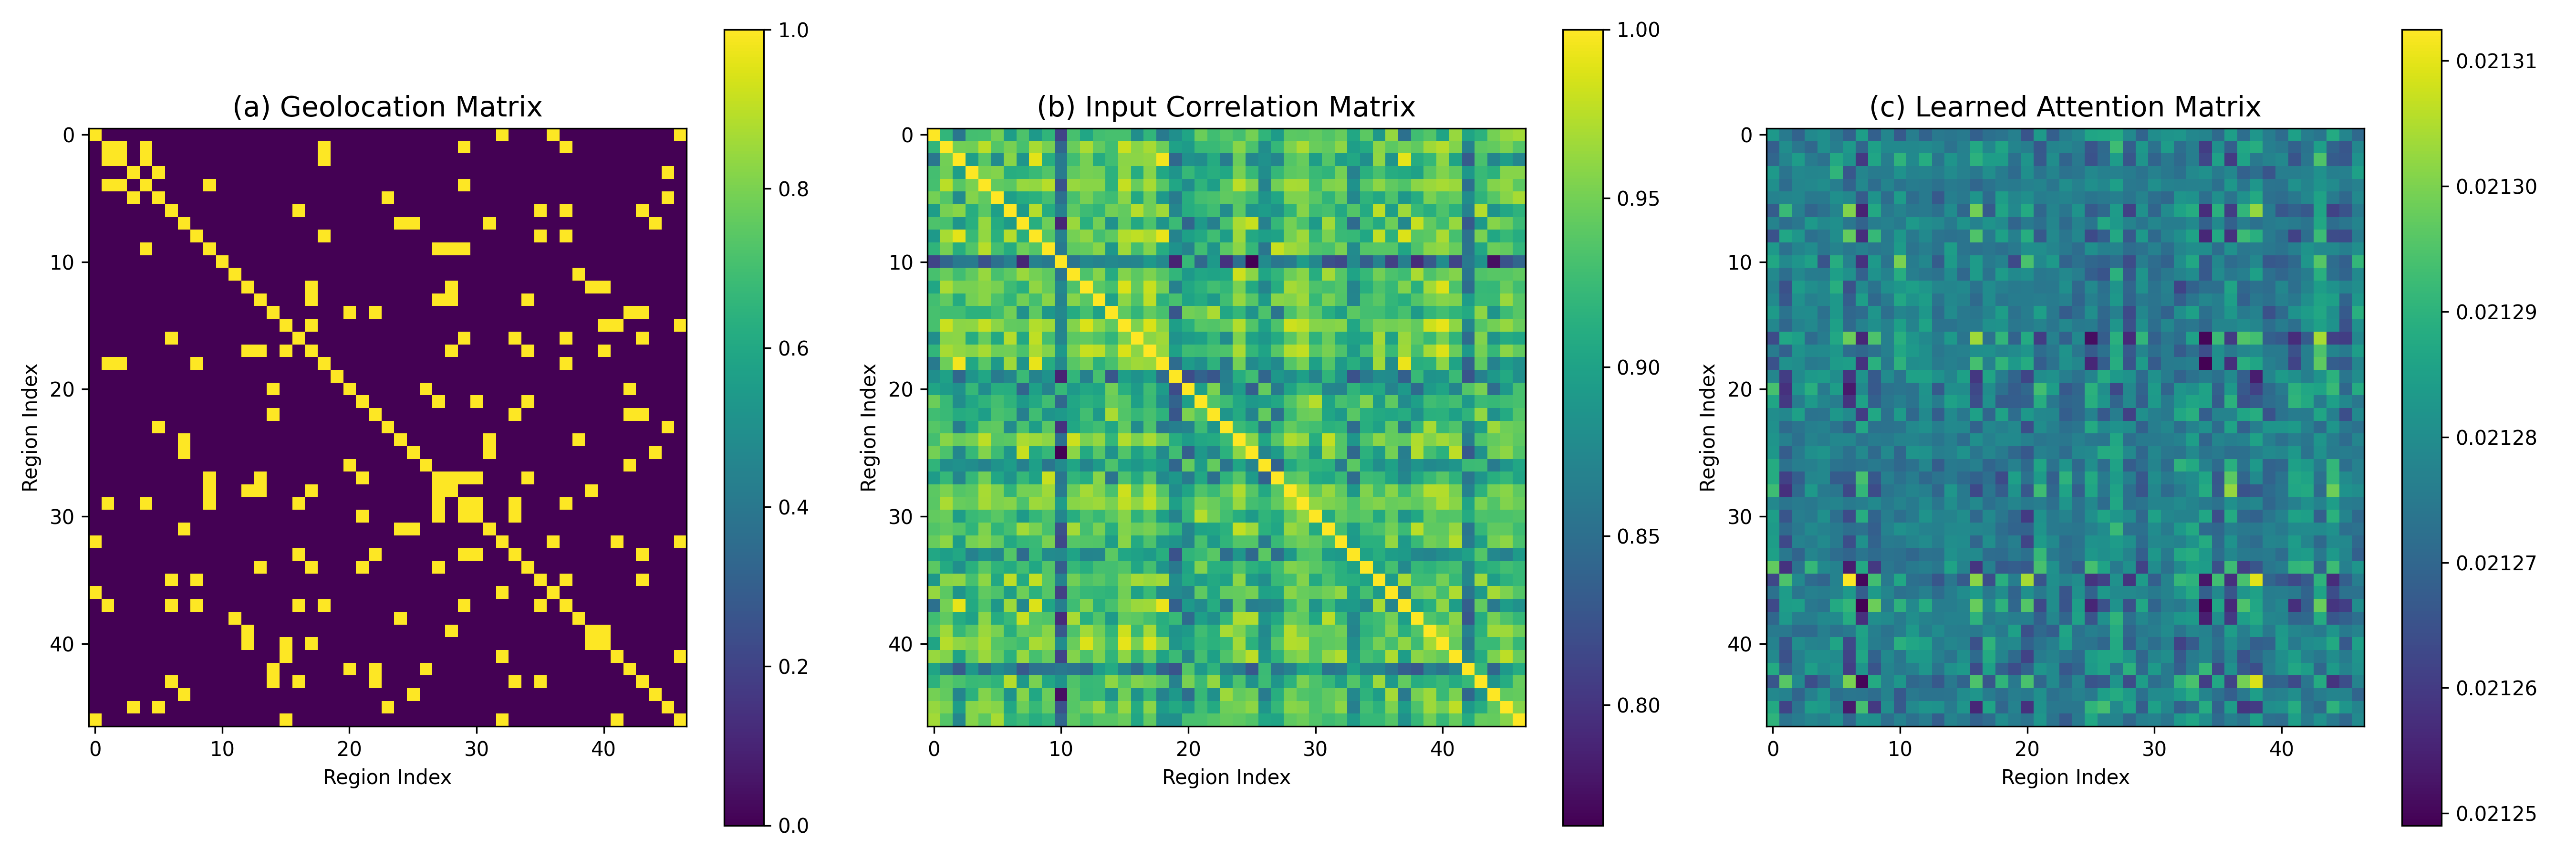 (a) Geolocation Matrix
0
10
20
30
40
Region Index
0 10 20 30 40
Region Index
1.0
0.8
0.6
0.4
0.2
0.0
(b) Input Correlation Matrix
0
10
20
30
40
Region Index
0 10 20 30 40
Region Index
1.00
0.95
0.90
0.85
0.80
(c) Learned Attention Matrix
0
10
20
30
40
Region Index
0 10 20 30 40
Region Index
0.02131
0.02130
0.02129
0.02128
0.02127
0.02126
0.02125